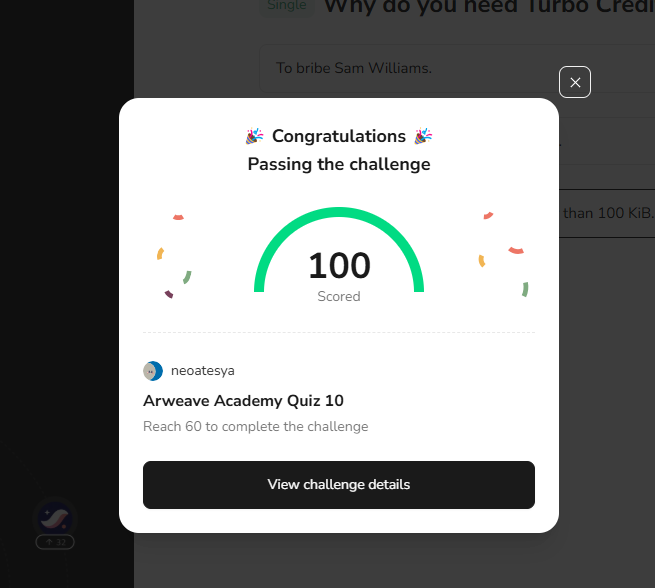 Single Why do you need Turbo Credi
To bribe Sam Williams.
Congratulations
Passing the challenge
than 100 KiB.
100
Scored
neoatesya
Arweave Academy Quiz 10
Reach 60 to complete the challenge
View challenge details
32